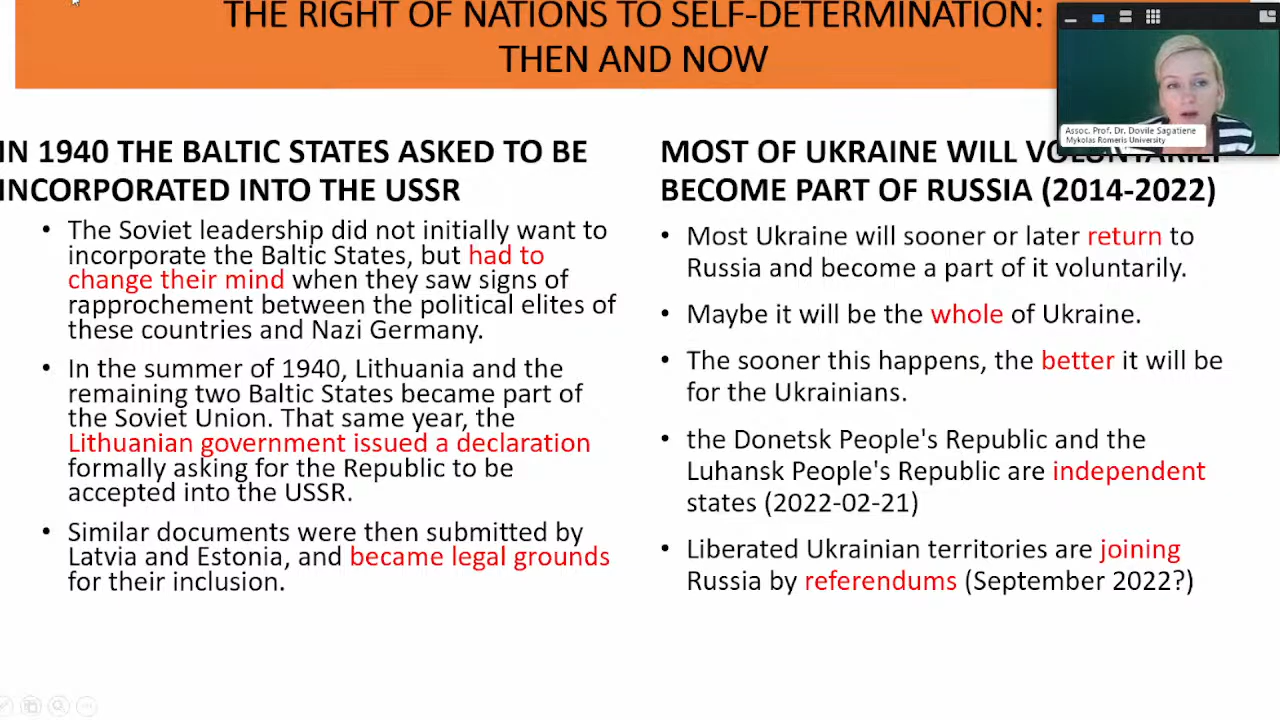 THE RIGHT OF NATIONS TO SELF-DETERMINATION:
THEN AND NOW
Assoc. Prof. Dr. Dovile Sagatiene
Mykolas Romeris University
IN 1940 THE BALTIC STATES ASKED TO BE
INCORPORATED INTO THE USSR
• The Soviet leadership did not initially want to
incorporate the Baltic States, but had to
change their mind when they saw signs of
rapprochement between the political elites of
these countries and Nazi Germany.
• In the summer of 1940, Lithuania and the
remaining two Baltic States became part of
the Soviet Union. That same year, the
Lithuanian government issued a declaration
formally asking for the Republic to be
accepted into the USSR.
• Similar documents were then submitted by
Latvia and Estonia, and became legal grounds
for their inclusion.
MOST OF UKRAINE WILL
BECOME PART OF RUSSIA (2014-2022)
• Most Ukraine will sooner or later return to
Russia and become a part of it voluntarily.
• Maybe it will be the whole of Ukraine.
• The sooner this happens, the better it will be
for the Ukrainians.
• the Donetsk People's Republic and the
Luhansk People's Republic are independent
states (2022-02-21)
• Liberated Ukrainian territories are joining
Russia by referendums (September 2022?)